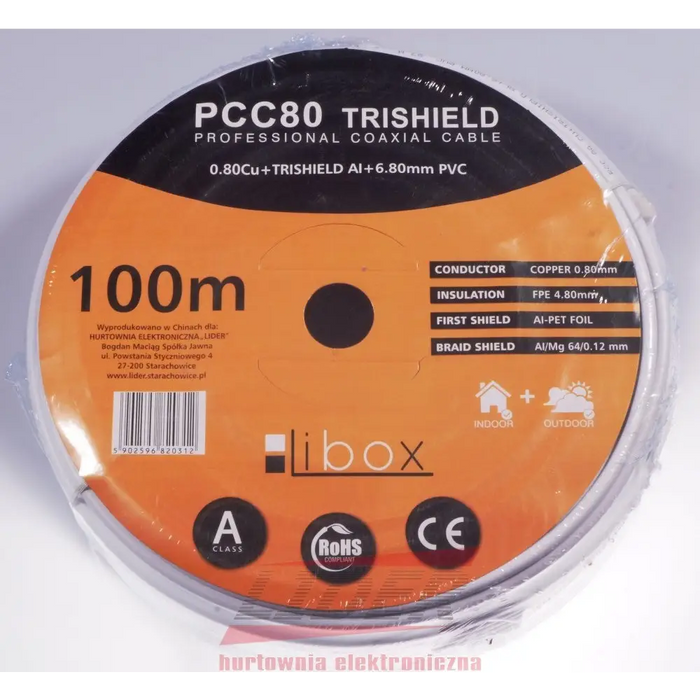 PCC80 TRISHIELD
PROFESSIONAL COAXIAL CABLE
0.80Cu+TRISHIELD Al+6.80mm PVC
100m
Wyprodukowano w Chinach dla:
HURTOWNIA ELEKTRONICZNA „LIDER"
Bogdan Maciąg Spółka Jawna
ul. Powstania Styczniowego 4
27-200 Starachowice
www.lider.starachowice.pl
5 902596 820312
CONDUCTOR COPPER 0.80mm
INSULATION FPE 4.80mm
FIRST SHIELD Al-PET FOIL
BRAID SHIELD Al/Mg 64/0.12 mm
INDOOR + OUTDOOR
Libox
A
CLASS
RoHS
COMPLIANT
CE
LIDER
hurtownia elektroniczna